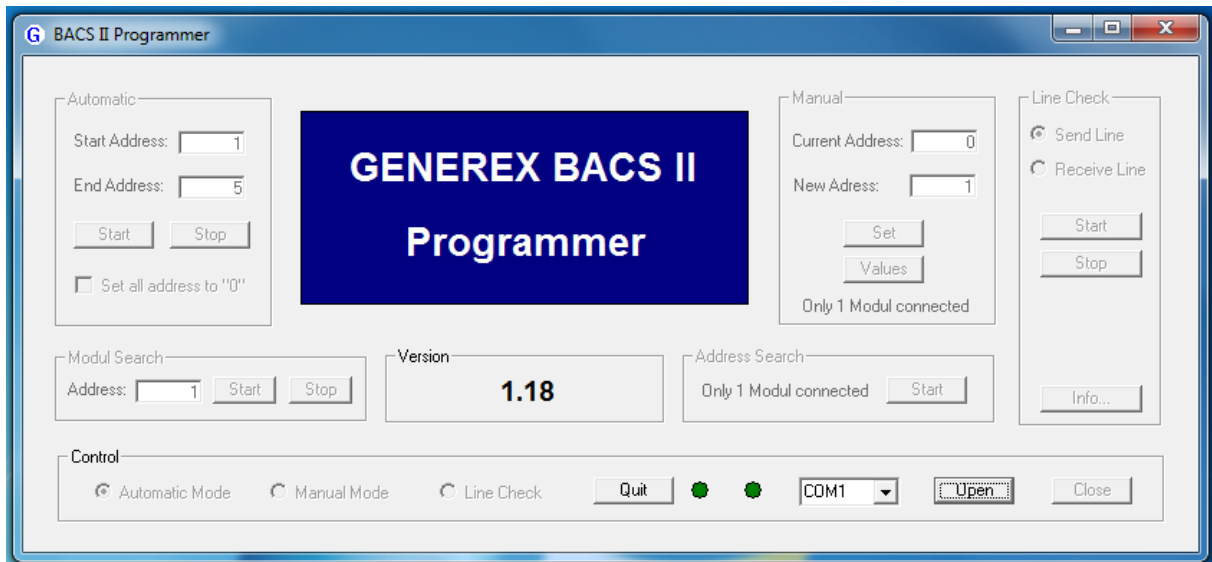 G BACS II Programmer
Automatic
Start Address: 1
End Address: 5
Start Stop
Set all address to "0"
GENEREX BACS II
Programmer
Manual
Current Address: 0
New Adress: 1
Set
Values
Only 1 Modul connected
Line Check
Send Line
Receive Line
Start
Stop
Info...
Modul Search
Address: 1 Start Stop
Version
1.18
Address Search
Only 1 Modul connected Start
Control
Automatic Mode Manual Mode Line Check Quit COM1 Open Close